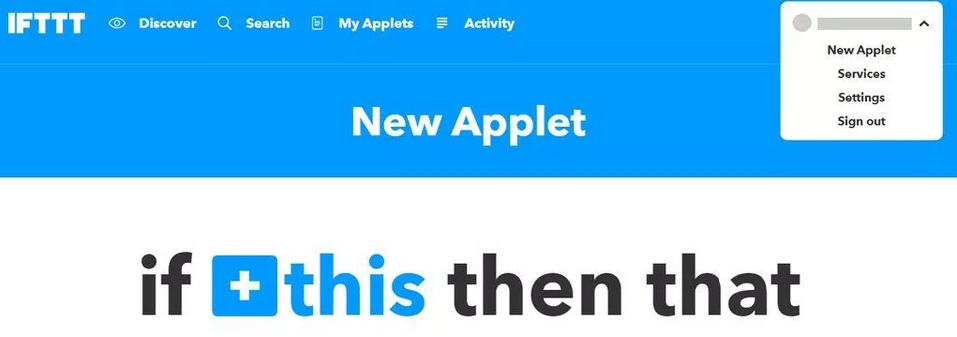 IFTTT Discover Search My Applets Activity
New Applet
Services
Settings
Sign out
New Applet
if this then that